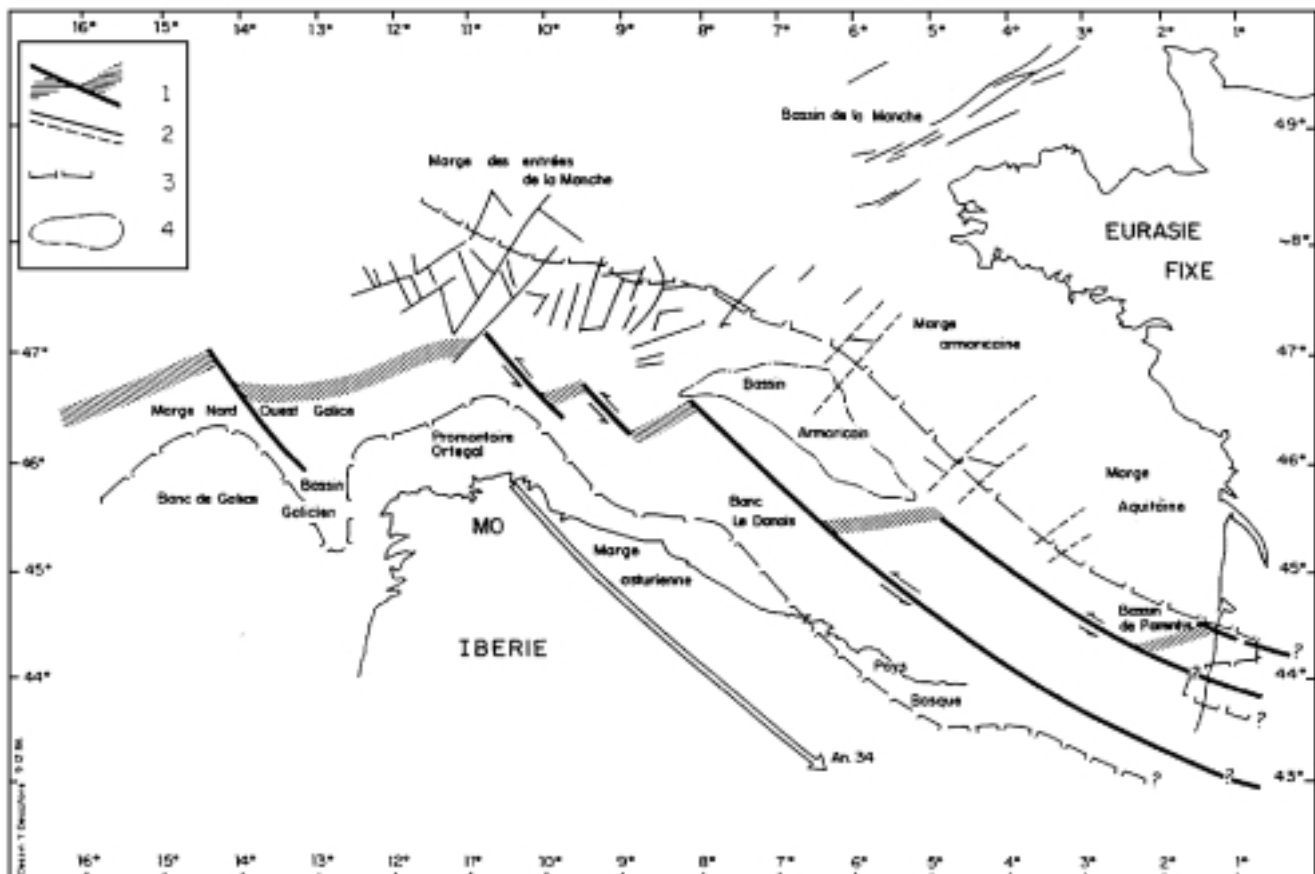 16° 15° 14° 13° 12° 11° 10° 9° 8° 7° 6° 5° 4° 3° 2° 1°
1
2
3
4
Bassin de la Manche
49°
Marge des entrées
de la Manche
EURASIE
FIXE
48°
47°
47°
Marge
armoricaine
Bassin
Armoricain
Marge Nord Ouest Galice
Promontoire
Ortégal
46°
46°
Banc de Galice
Bassin
Galicien
Banc
Le Danois
Marge
Aquitaine
MO
Marge
asturienne
45°
45°
Bassin
de Parentis
IBERIE
Pays
Basque
44°
44°
?
?
?
An. 34
?
?
43°
16° 15° 14° 13° 12° 11° 10° 9° 8° 7° 6° 5° 4° 3° 2° 1°